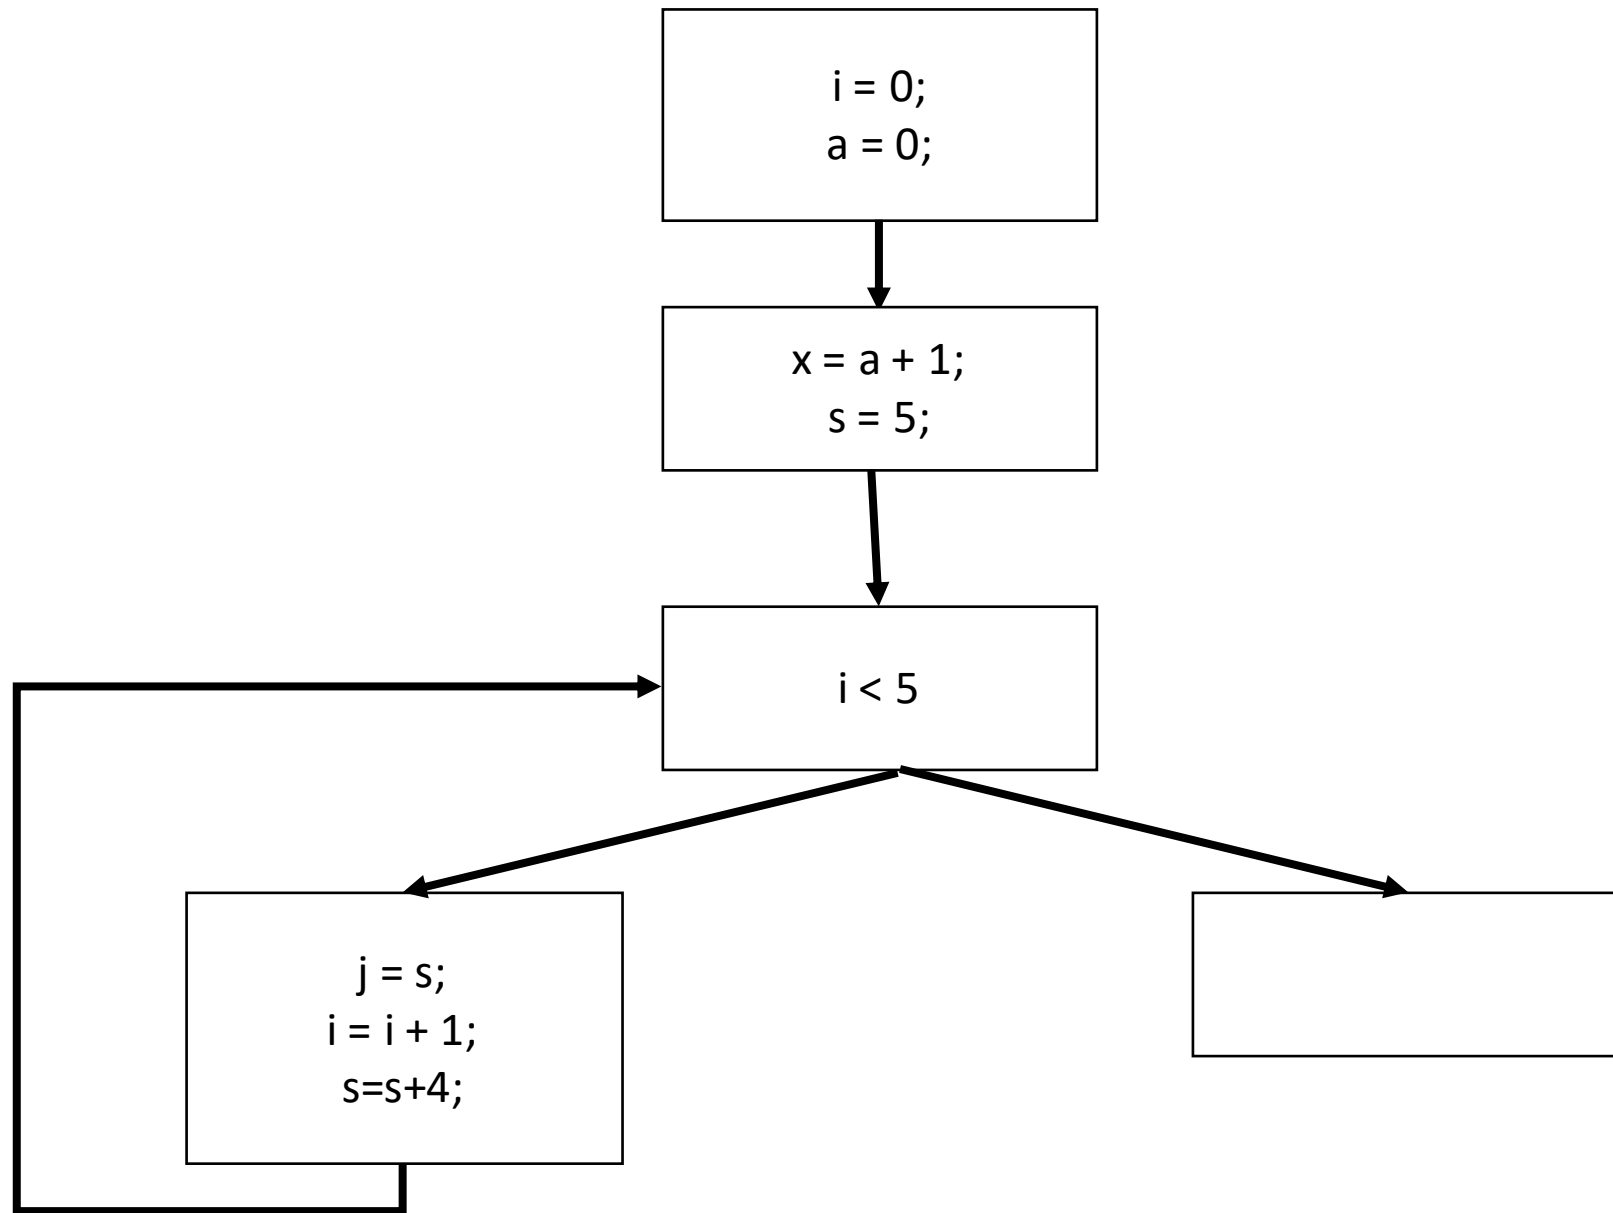 i = 0;
a = 0;
x = a + 1;
s = 5;
i < 5
j = s;
i = i + 1;
s=s+4;